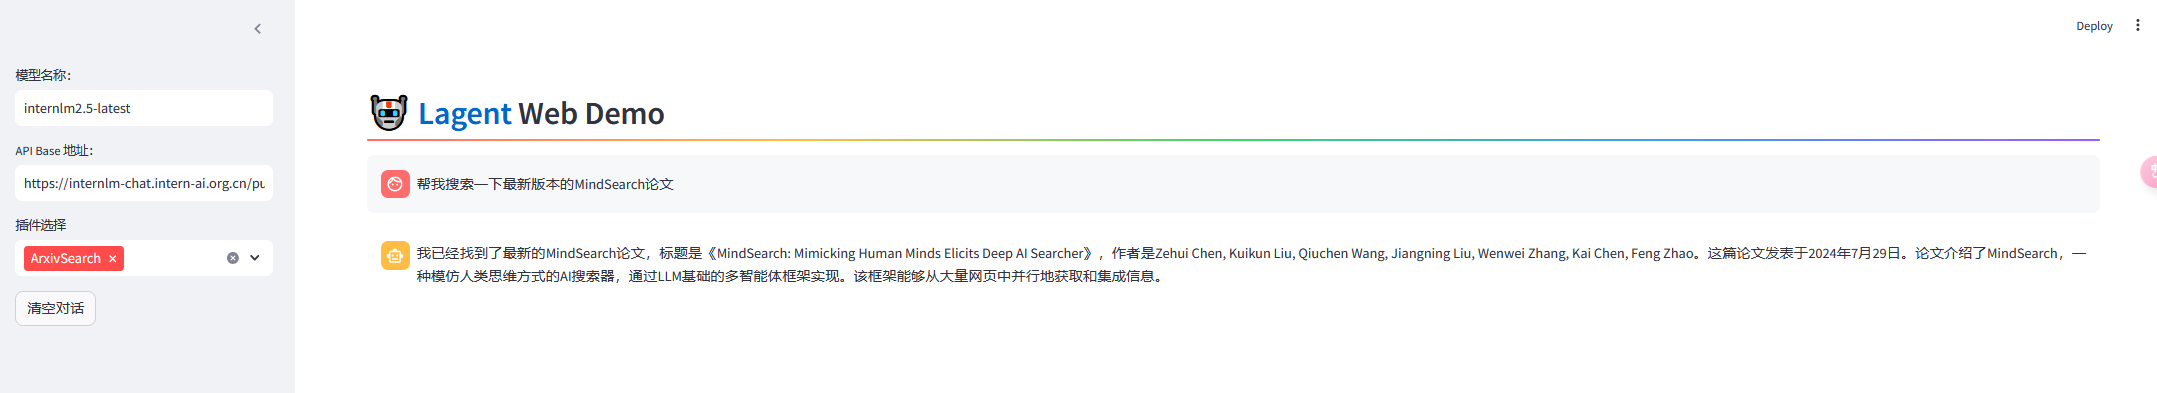 Deploy
模型名称：
internlm2.5-latest
API Base 地址：
https://internlm-chat.intern-ai.org.cn/pu
插件选择
ArxivSearch
清空对话
Lagent Web Demo
帮我搜索一下最新版本的MindSearch论文
我已经找到了最新的MindSearch论文，标题是《MindSearch: Mimicking Human Minds Elicits Deep AI Searcher》，作者是Zehui Chen, Kuikun Liu, Qiuchen Wang, Jiangning Liu, Wenwei Zhang, Kai Chen, Feng Zhao。这篇论文发表于2024年7月29日。论文介绍了MindSearch，一
种模仿人类思维方式的AI搜索器，通过LLM基础的多智能体框架实现。该框架能够从大量网页中并行地获取和集成信息。